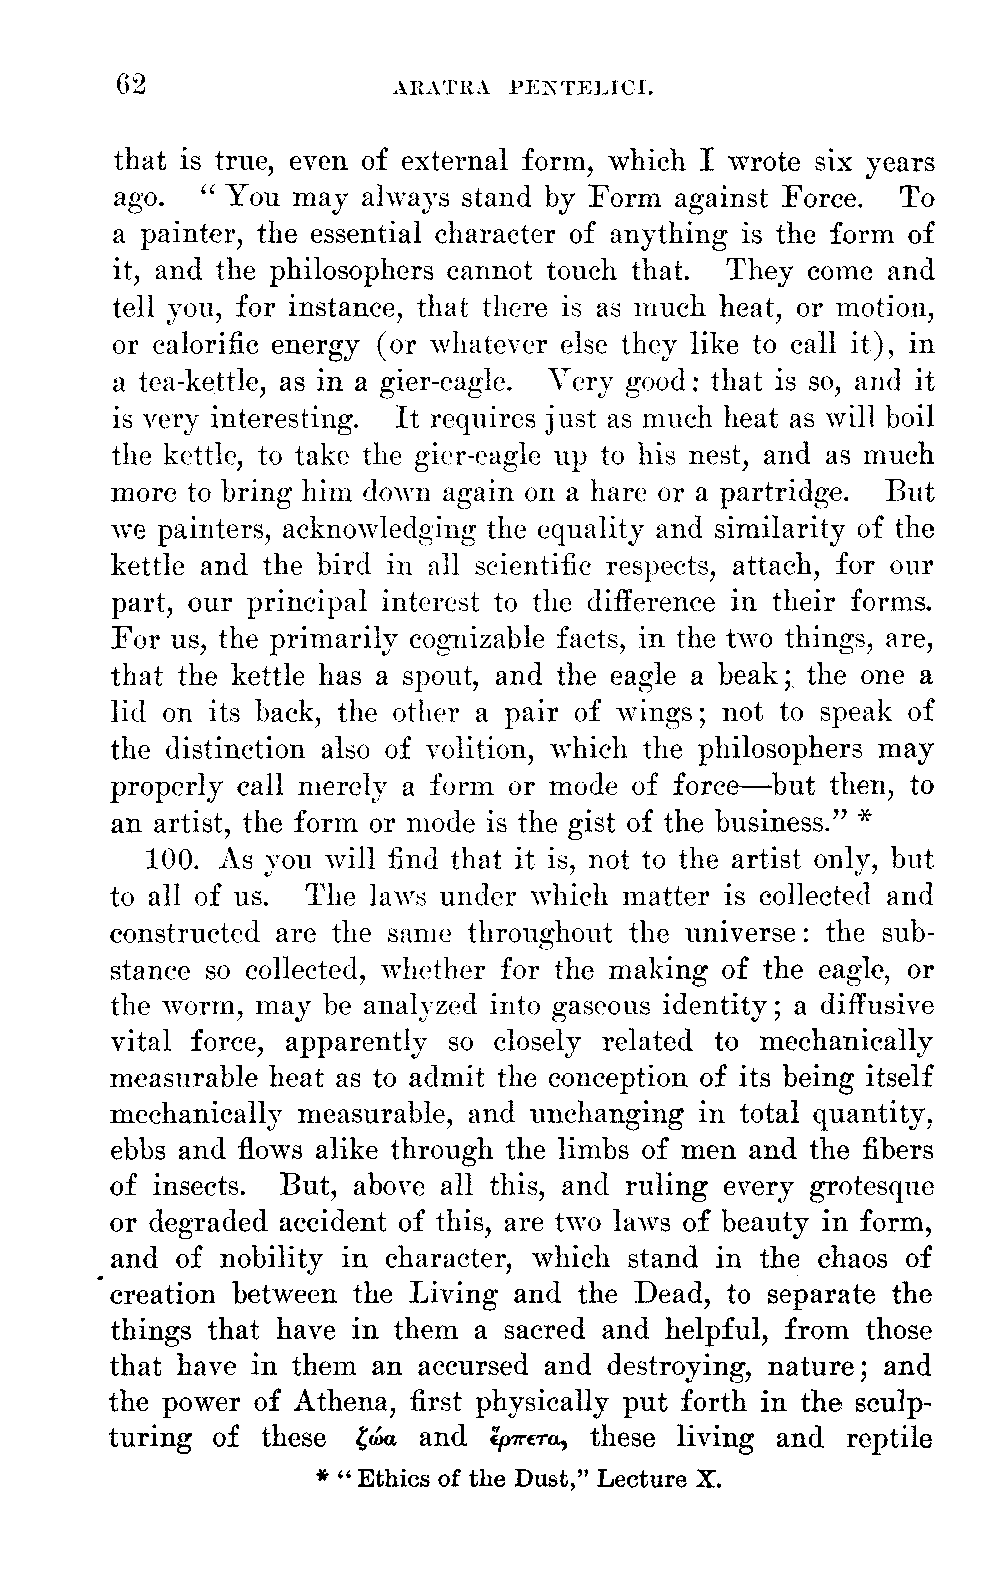 62 ARATRA PENTELICI.
that is true, even of external form, which I wrote six years
ago. “ You may always stand by Form against Force. To
a painter, the essential character of anything is the form of
it, and the philosophers cannot touch that. They come and
tell you, for instance, that there is as much heat, or motion,
or calorific energy (or whatever else they like to call it), in
a tea-kettle, as in a gier-eagle. Very good: that is so, and it
is very interesting. It requires just as much heat as will boil
the kettle, to take the gier-eagle up to his nest, and as much
more to bring him down again on a hare or a partridge. But
we painters, acknowledging the equality and similarity of the
kettle and the bird in all scientific respects, attach, for our
part, our principal interest to the difference in their forms.
For us, the primarily cognizable facts, in the two things, are,
that the kettle has a spout, and the eagle a beak; the one a
lid on its back, the other a pair of wings; not to speak of
the distinction also of volition, which the philosophers may
properly call merely a form or mode of force—but then, to
an artist, the form or mode is the gist of the business.” *
100. As you will find that it is, not to the artist only, but
to all of us. The laws under which matter is collected and
constructed are the same throughout the universe: the sub-
stance so collected, whether for the making of the eagle, or
the worm, may be analyzed into gaseous identity; a diffusive
vital force, apparently so closely related to mechanically
measurable heat as to admit the conception of its being itself
mechanically measurable, and unchanging in total quantity,
ebbs and flows alike through the limbs of men and the fibers
of insects. But, above all this, and ruling every grotesque
or degraded accident of this, are two laws of beauty in form,
and of nobility in character, which stand in the chaos of
creation between the Living and the Dead, to separate the
things that have in them a sacred and helpful, from those
that have in them an accursed and destroying, nature; and
the power of Athena, first physically put forth in the sculp-
turing of these ζώα and ἕρπετα, these living and reptile
* “ Ethics of the Dust,” Lecture X.